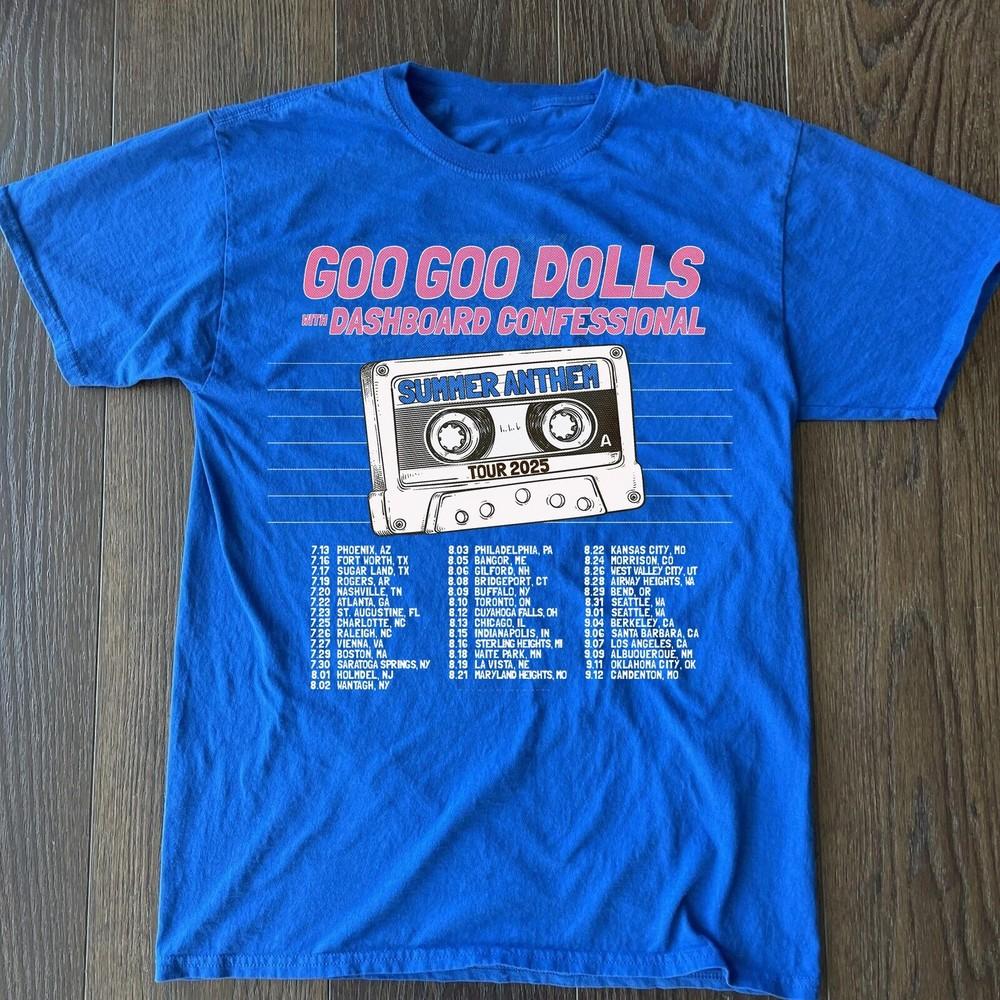 GOO GOO DOLLS
WITH DASHBOARD CONFESSIONAL
SUMMER ANTHEM
A
TOUR 2025
7.13 PHOENIX, AZ
7.16 FORT WORTH, TX
7.17 SUGAR LAND, TX
7.19 ROGERS, AR
7.20 NASHVILLE, TN
7.22 ATLANTA, GA
7.23 ST. AUGUSTINE, FL
7.25 CHARLOTTE, NC
7.26 RALEIGH, NC
7.27 VIENNA, VA
7.29 BOSTON, MA
7.30 SARATOGA SPRINGS, NY
8.01 HOLMDEL, NJ
8.02 WANTAGH, NY
8.03 PHILADELPHIA, PA
8.05 BANGOR, ME
8.06 GILFORD, NH
8.08 BRIDGEPORT, CT
8.09 BUFFALO, NY
8.10 TORONTO, ON
8.12 CUYAHOGA FALLS, OH
8.13 CHICAGO, IL
8.15 INDIANAPOLIS, IN
8.16 STERLING HEIGHTS, MI
8.18 WAITE PARK, MN
8.19 LA VISTA, NE
8.21 MARYLAND HEIGHTS, MO
8.22 KANSAS CITY, MO
8.24 MORRISON, CO
8.26 WEST VALLEY CITY, UT
8.28 AIRWAY HEIGHTS, WA
8.29 BEND, OR
8.31 SEATTLE, WA
9.01 SEATTLE, WA
9.04 BERKELEY, CA
9.06 SANTA BARBARA, CA
9.07 LOS ANGELES, CA
9.09 ALBUQUERQUE, NM
9.11 OKLAHOMA CITY, OK
9.12 CAMDENTON, MO